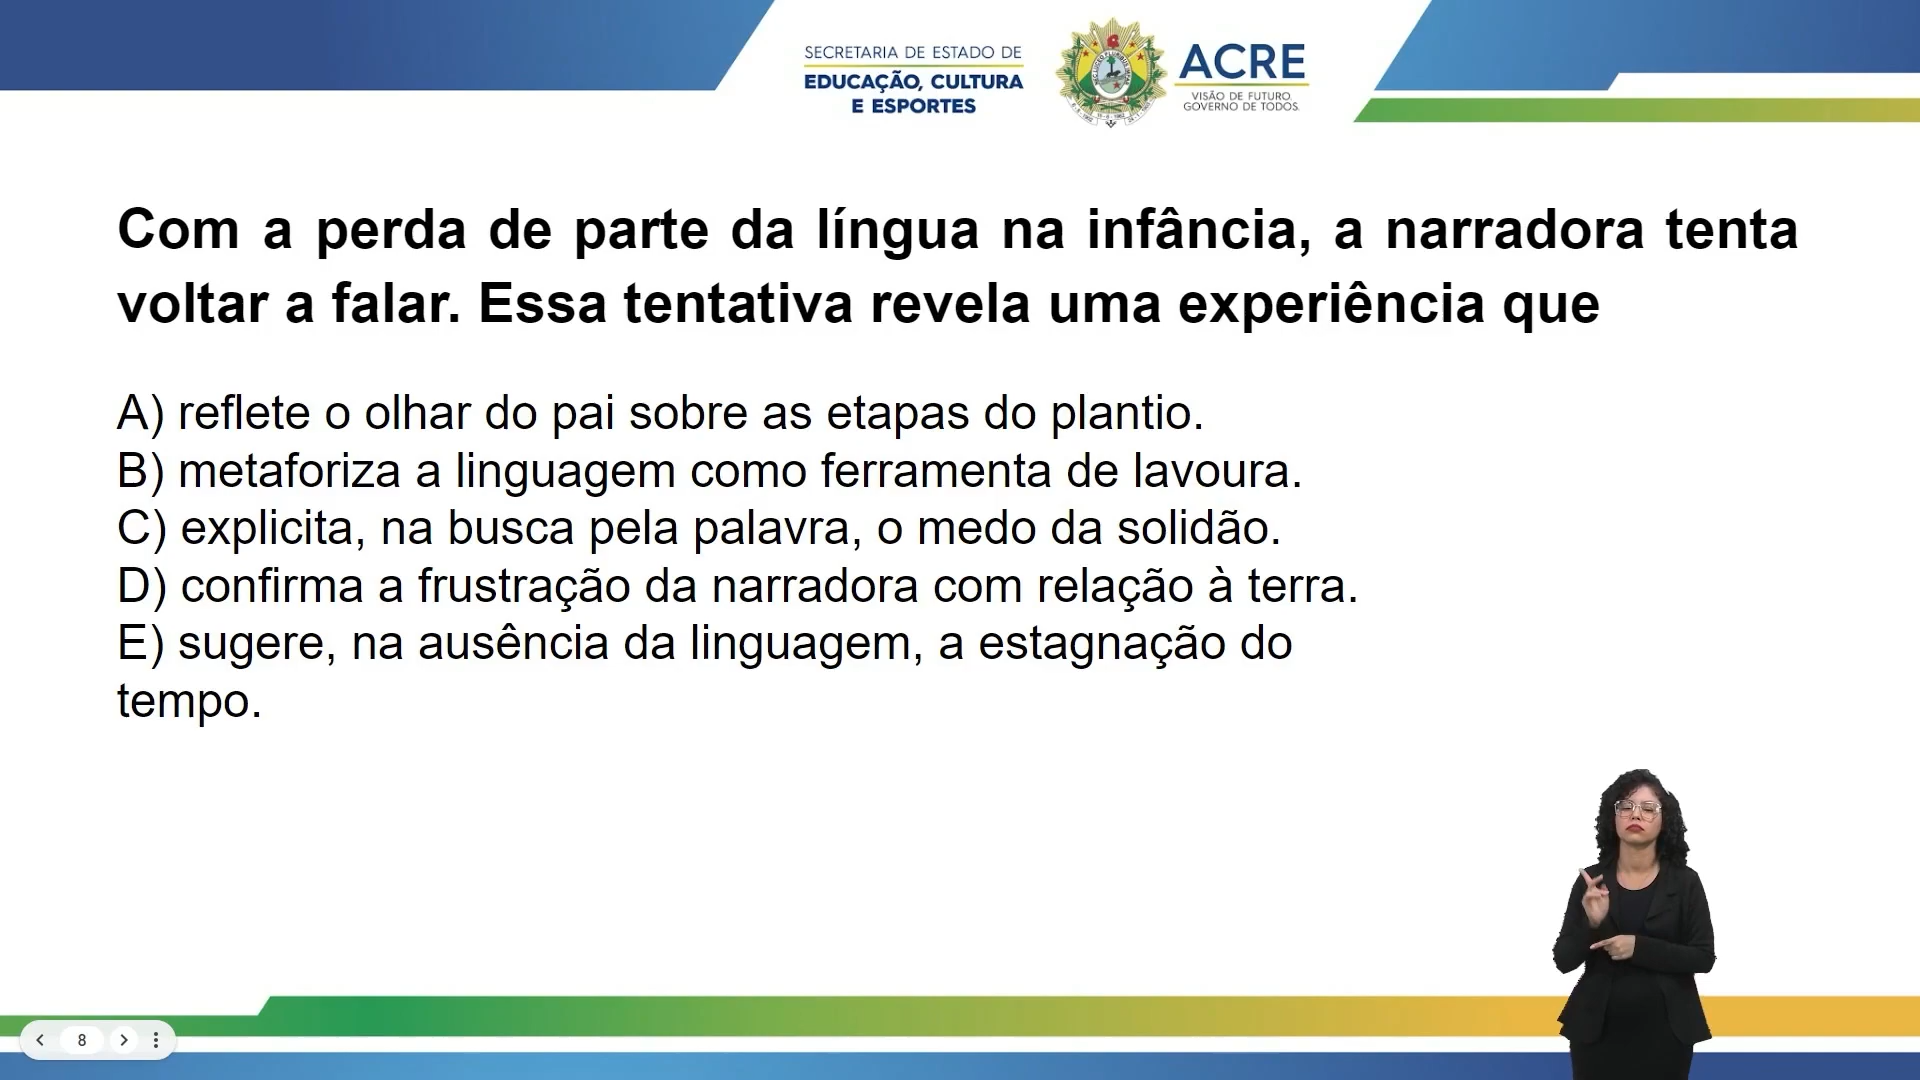 SECRETARIA DE ESTADO DE
EDUCAÇÃO, CULTURA
E ESPORTES
ACRE
VISÃO DE FUTURO.
GOVERNO DE TODOS.
Com a perda de parte da língua na infância, a narradora tenta
voltar a falar. Essa tentativa revela uma experiência que
A) reflete o olhar do pai sobre as etapas do plantio.
B) metaforiza a linguagem como ferramenta de lavoura.
C) explicita, na busca pela palavra, o medo da solidão.
D) confirma a frustração da narradora com relação à terra.
E) sugere, na ausência da linguagem, a estagnação do
tempo.
8